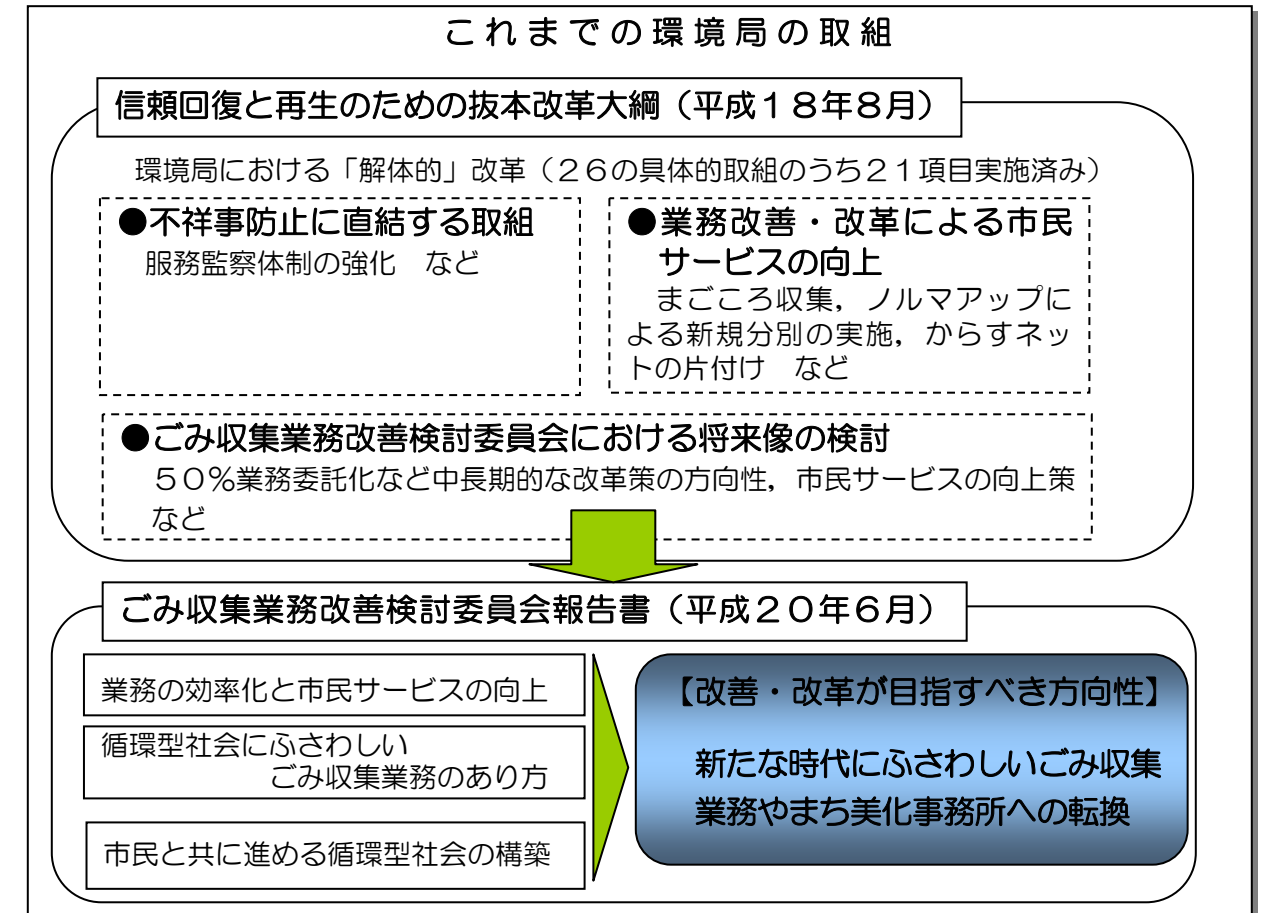 これまでの環境局の取組
信頼回復と再生のための抜本改革大綱（平成１８年８月）
環境局における「解体的」改革（２６の具体的取組のうち２１項目実施済み）
●不祥事防止に直結する取組
服務監察体制の強化　など
●業務改善・改革による市民
サービスの向上
まごころ収集，ノルマアップに
よる新規分別の実施，からすネッ
トの片付け　など
●ごみ収集業務改善検討委員会における将来像の検討
５０％業務委託化など中長期的な改革策の方向性，市民サービスの向上策
など
ごみ収集業務改善検討委員会報告書（平成２０年６月）
業務の効率化と市民サービスの向上
循環型社会にふさわしい
ごみ収集業務のあり方
市民と共に進める循環型社会の構築
【改善・改革が目指すべき方向性】
新たな時代にふさわしいごみ収集
業務やまち美化事務所への転換